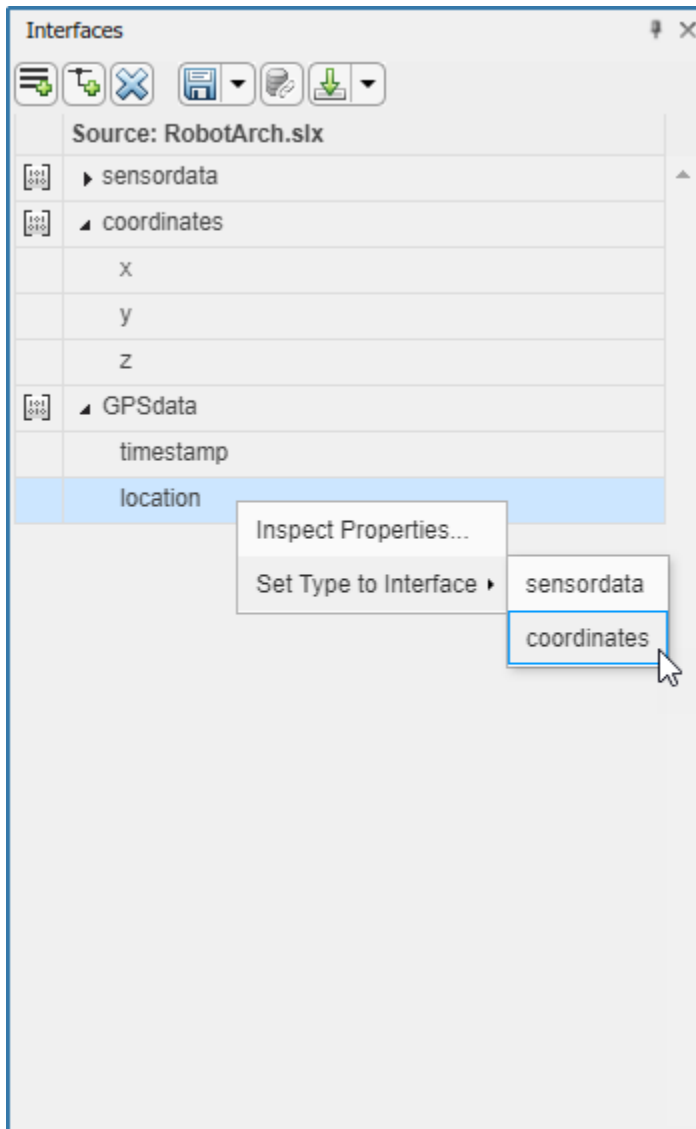 Interfaces
Source: RobotArch.slx
sensordata
coordinates
x
y
z
GPSdata
timestamp
location
Inspect Properties...
Set Type to Interface
sensordata
coordinates